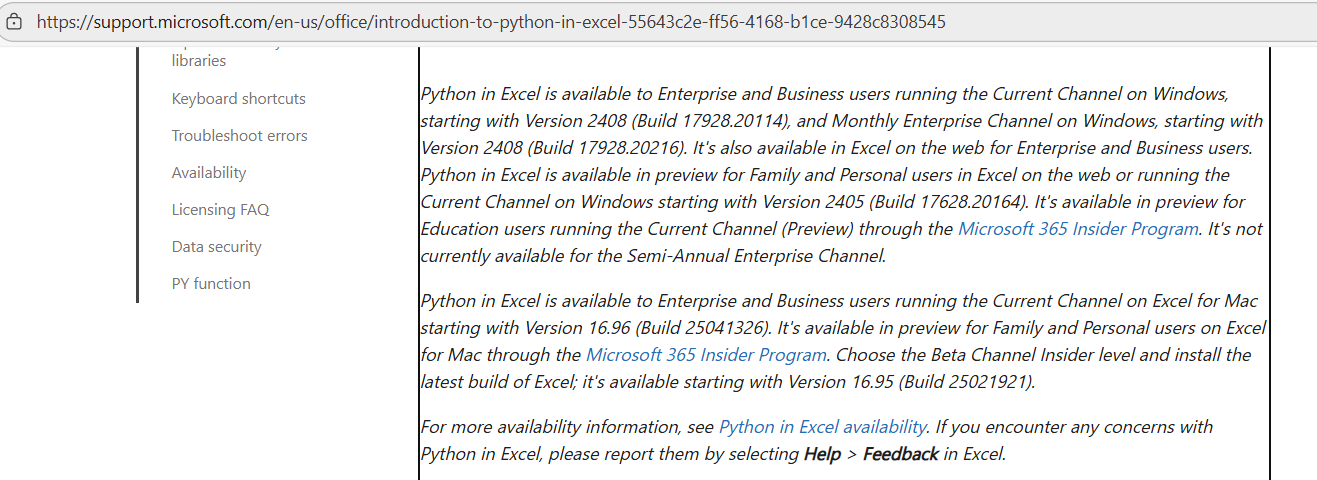 https://support.microsoft.com/en-us/office/introduction-to-python-in-excel-55643c2e-ff56-4168-b1ce-9428c8308545
libraries
Keyboard shortcuts
Troubleshoot errors
Availability
Licensing FAQ
Data security
PY function
Python in Excel is available to Enterprise and Business users running the Current Channel on Windows,
starting with Version 2408 (Build 17928.20114), and Monthly Enterprise Channel on Windows, starting with
Version 2408 (Build 17928.20216). It's also available in Excel on the web for Enterprise and Business users.
Python in Excel is available in preview for Family and Personal users in Excel on the web or running the
Current Channel on Windows starting with Version 2405 (Build 17628.20164). It's available in preview for
Education users running the Current Channel (Preview) through the Microsoft 365 Insider Program. It's not
currently available for the Semi-Annual Enterprise Channel.
Python in Excel is available to Enterprise and Business users running the Current Channel on Excel for Mac
starting with Version 16.96 (Build 25041326). It's available in preview for Family and Personal users on Excel
for Mac through the Microsoft 365 Insider Program. Choose the Beta Channel Insider level and install the
latest build of Excel; it's available starting with Version 16.95 (Build 25021921).
For more availability information, see Python in Excel availability. If you encounter any concerns with
Python in Excel, please report them by selecting Help > Feedback in Excel.